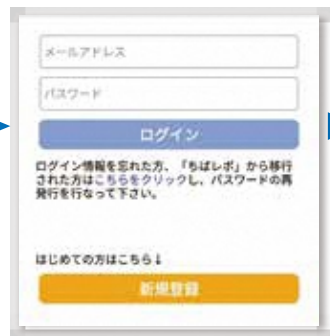 メールアドレス
パスワード
ログイン
ログイン情報を忘れた方、「ちばレポ」から移行
された方はこちらをクリックし、パスワードの再
発行を行なって下さい。
はじめての方はこちら↓
新規登録